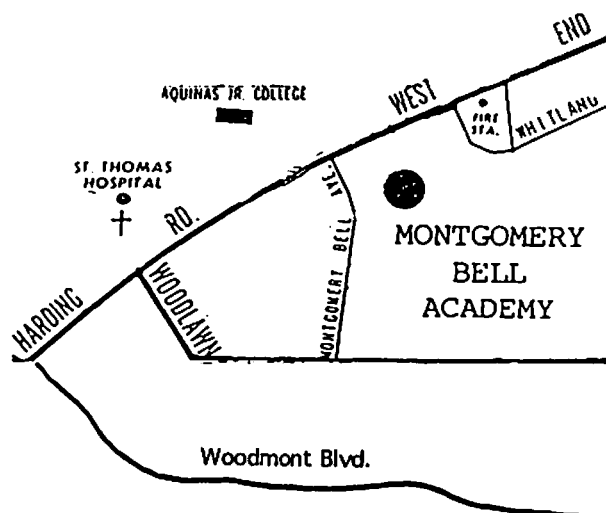 END
WEST
AQUINAS JR. COLLEGE
FIRE
STA.
WHITLAND
ST. THOMAS
HOSPITAL
RD.
MONTGOMERY BELL AVE.
MONTGOMERY
BELL
ACADEMY
HARDING
WOODLAWN
Woodmont Blvd.